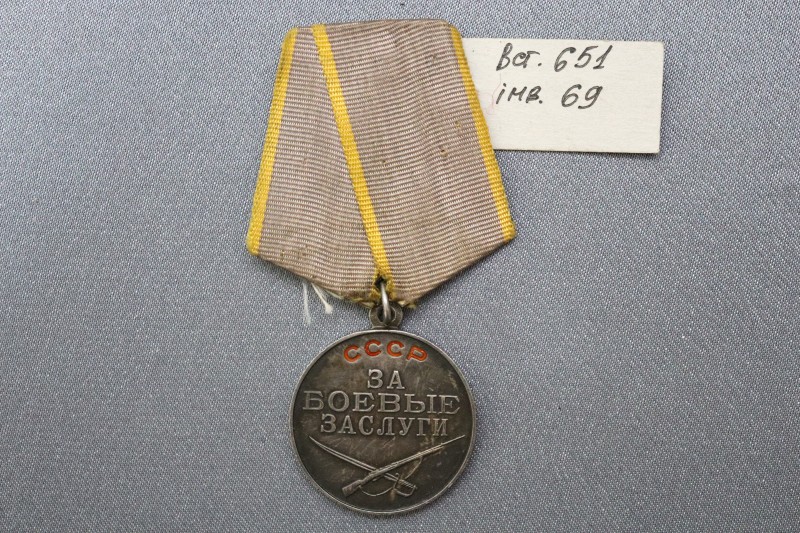 Вст. 651
інв. 69
СССР
ЗА
БОЕВЫЕ
ЗАСЛУГИ